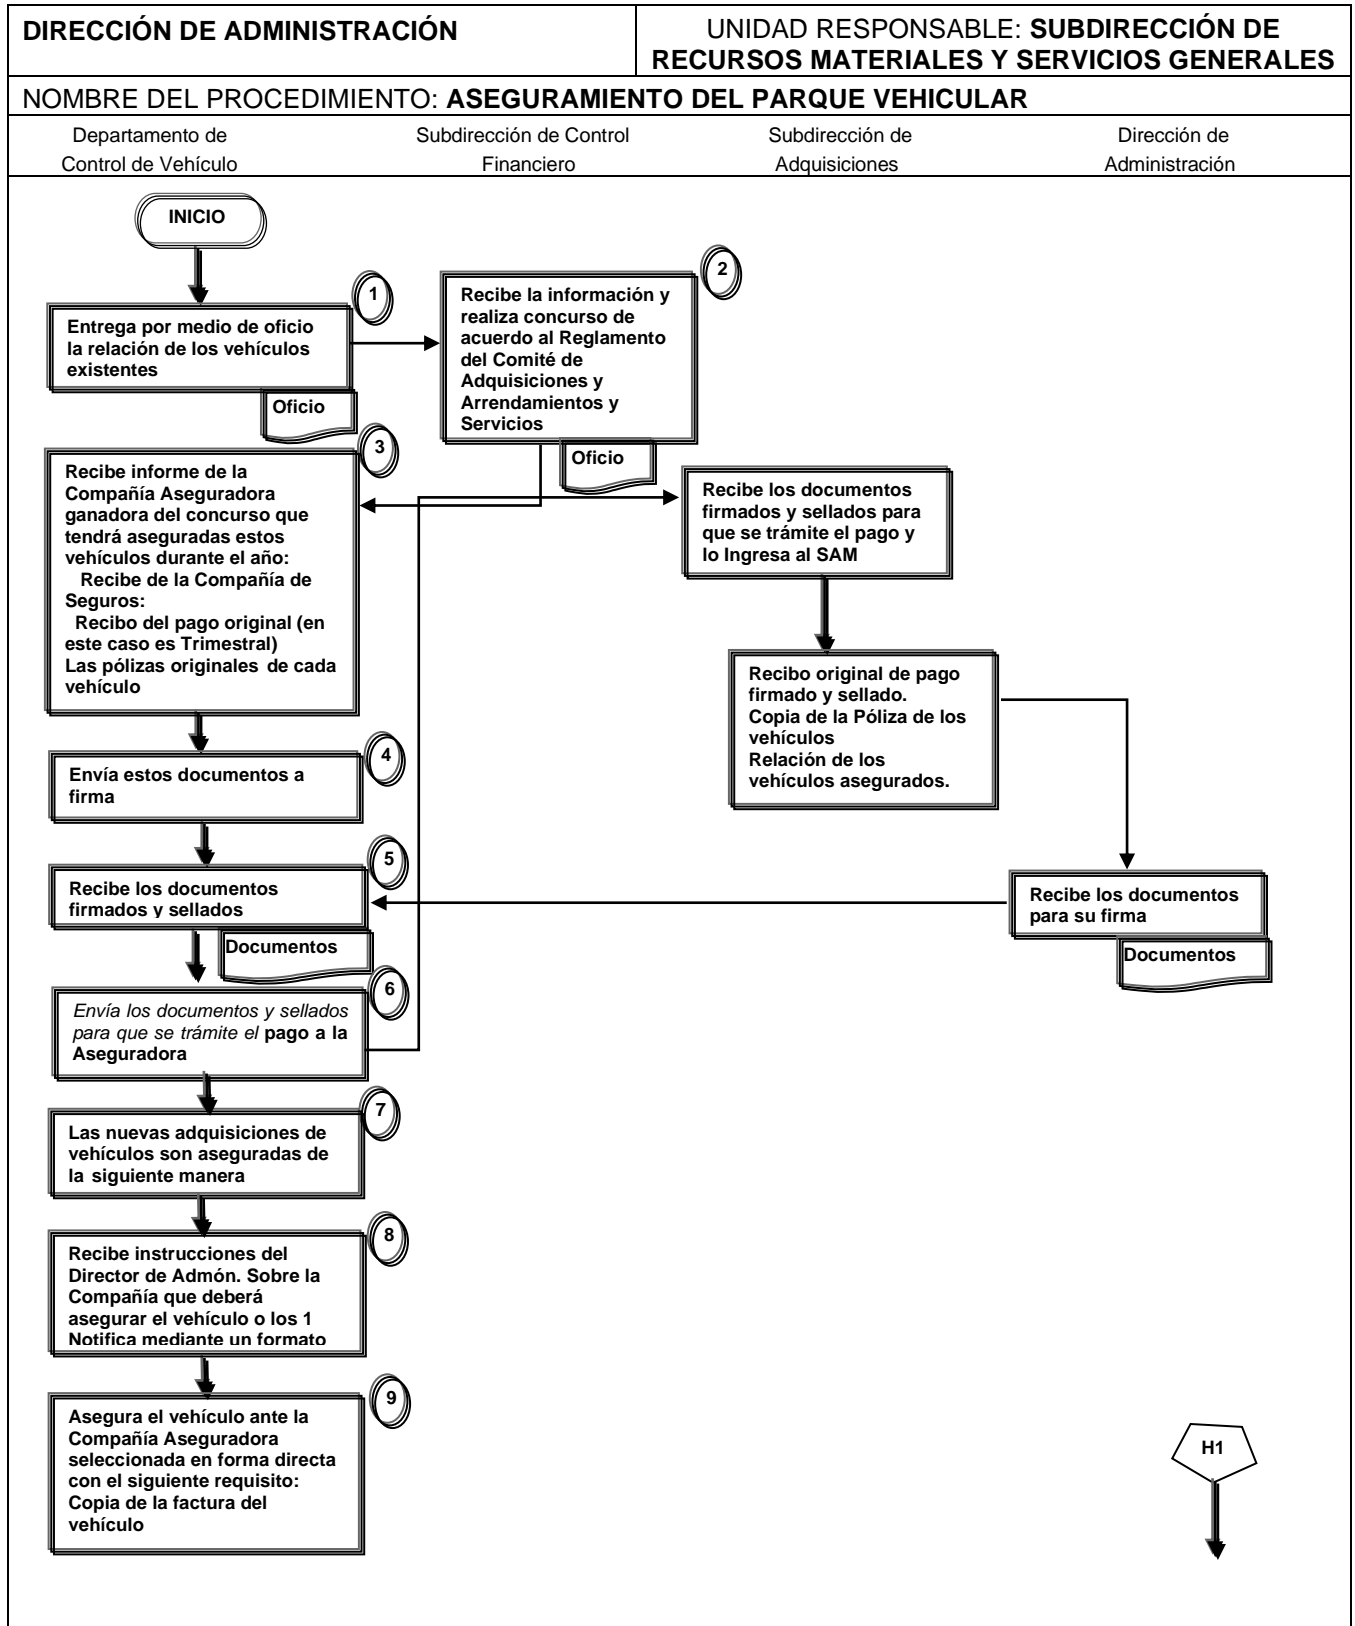 DIRECCIÓN DE ADMINISTRACIÓN
UNIDAD RESPONSABLE: SUBDIRECCIÓN DE
RECURSOS MATERIALES Y SERVICIOS GENERALES
NOMBRE DEL PROCEDIMIENTO: ASEGURAMIENTO DEL PARQUE VEHICULAR
Departamento de
Control de Vehículo
Subdirección de Control
Financiero
Subdirección de
Adquisiciones
Dirección de
Administración
INICIO
1
Entrega por medio de oficio
la relación de los vehículos
existentes
Oficio
2
Recibe la información y
realiza concurso de
acuerdo al Reglamento
del Comité de
Adquisiciones y
Arrendamientos y
Servicios
Oficio
3
Recibe informe de la
Compañía Aseguradora
ganadora del concurso que
tendrá aseguradas estos
vehículos durante el año:
Recibe de la Compañía de
Seguros:
Recibo del pago original (en
este caso es Trimestral)
Las pólizas originales de cada
vehículo
Recibe los documentos
firmados y sellados para
que se trámite el pago y
lo Ingresa al SAM
Recibo original de pago
firmado y sellado.
Copia de la Póliza de los
vehículos
Relación de los
vehículos asegurados.
4
Envía estos documentos a
firma
5
Recibe los documentos
firmados y sellados
Documentos
Recibe los documentos
para su firma
Documentos
6
Envía los documentos y sellados
para que se trámite el pago a la
Aseguradora
7
Las nuevas adquisiciones de
vehículos son aseguradas de
la siguiente manera
8
Recibe instrucciones del
Director de Admón. Sobre la
Compañía que deberá
asegurar el vehículo o los 1
Notifica mediante un formato
9
Asegura el vehículo ante la
Compañía Aseguradora
seleccionada en forma directa
con el siguiente requisito:
Copia de la factura del
vehículo
H1